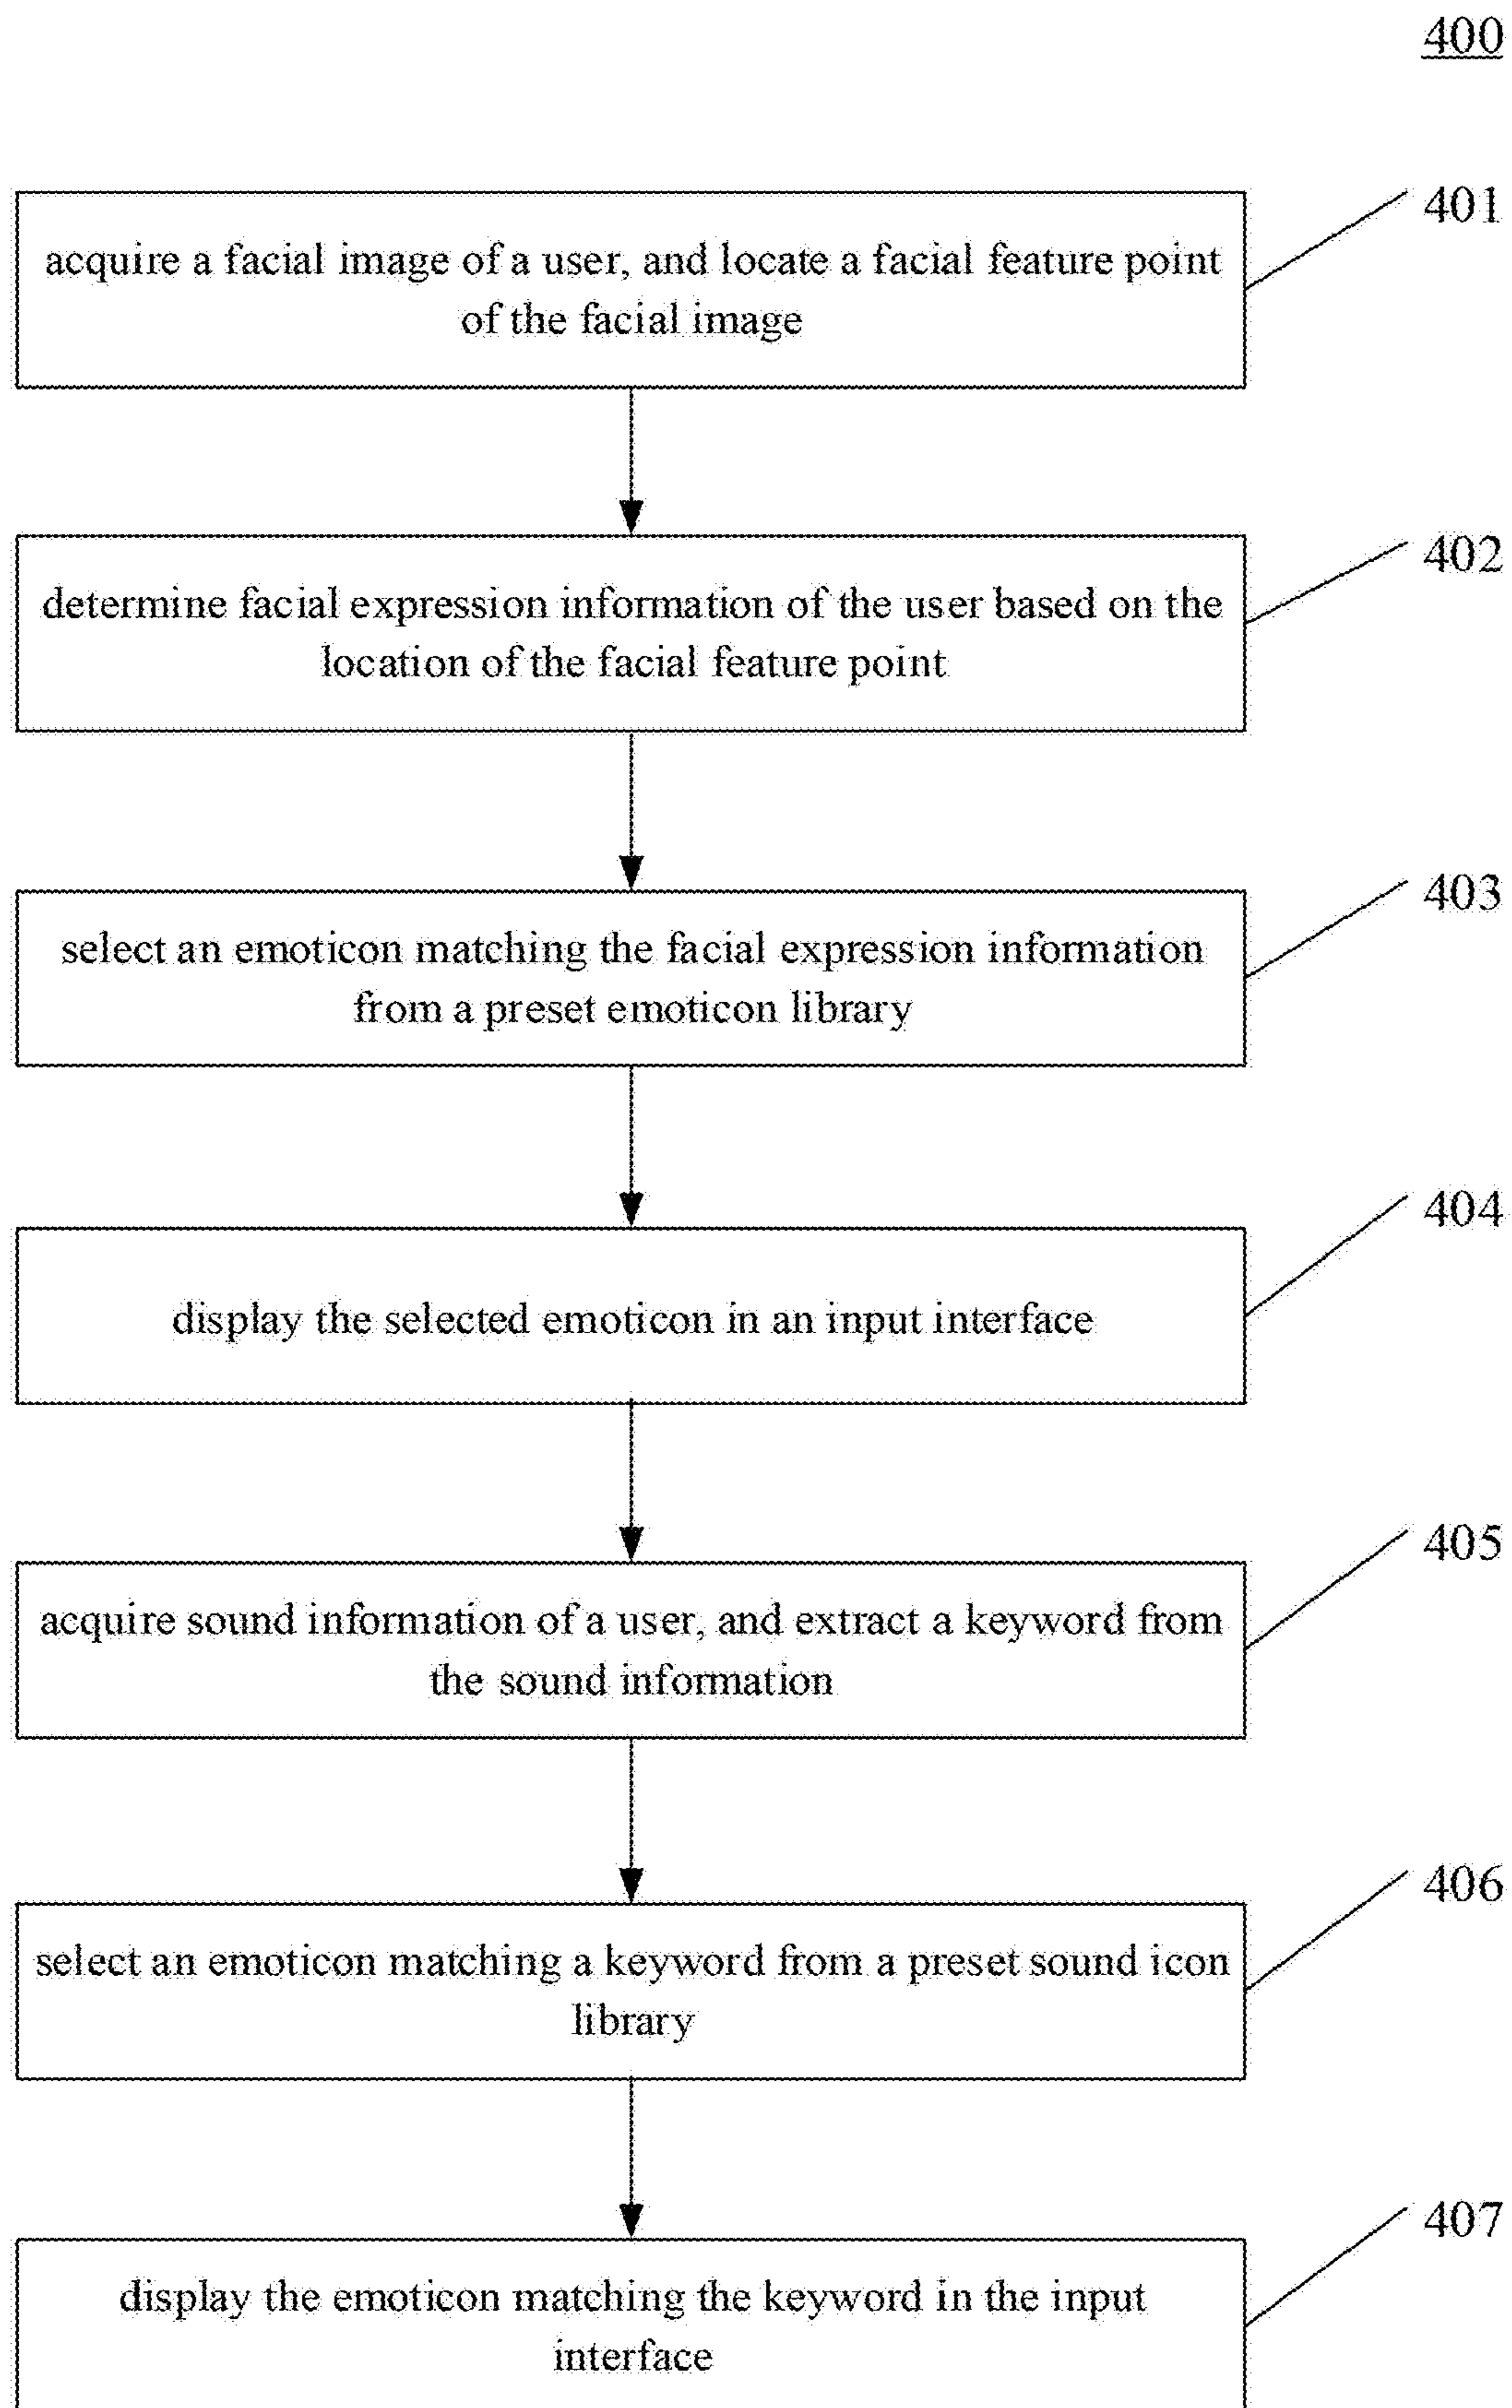 400
401
acquire a facial image of a user, and locate a facial feature point
of the facial image
402
determine facial expression information of the user based on the
location of the facial feature point
403
select an emoticon matching the facial expression information
from a preset emoticon library
404
display the selected emoticon in an input interface
405
acquire sound information of a user, and extract a keyword from
the sound information
406
select an emoticon matching a keyword from a preset sound icon
library
407
display the emoticon matching the keyword in the input
interface